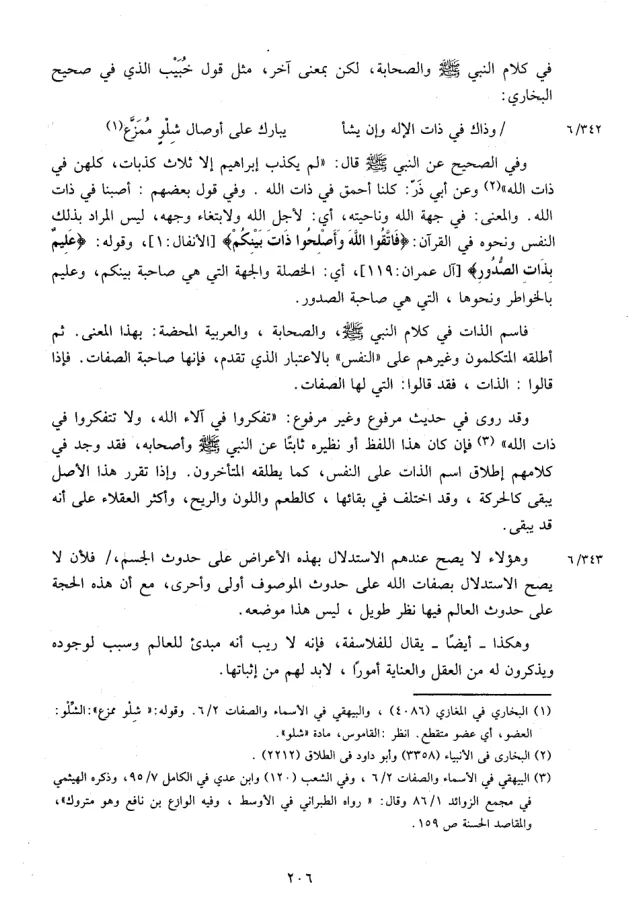 في كلام النبي ﷺ والصحابة، لكن بمعنى آخر، مثل قول خُبَيْب الذي في صحيح
البخاري:
٦/٣٤٢ / وذاك في ذات الإله وإن يشأ يبارك على أوصال شِلْوٍ مُمَزَّعٍ(١)
وفي الصحيح عن النبي ﷺ قال: «لم يكذب إبراهيم إلا ثلاث كذبات، كلهن في
ذات الله»(٢) وعن أبي ذَرّ: كلنا أحمق في ذات الله . وفي قول بعضهم : أصبنا في ذات
الله. والمعنى: في جهة الله وناحيته، أي: لأجل الله ولابتغاء وجهه، ليس المراد بذلك
النفس ونحوه في القرآن: ﴿فَاتَّقُوا اللَّهَ وَأَصْلِحُوا ذَاتَ بَيْنِكُمْ﴾ [الأنفال:١]، وقوله: ﴿عَلِيمٌ
بِذَاتِ الصُّدُورِ﴾ [آل عمران:١١٩]، أي: الخصلة والجهة التي هي صاحبة بينكم، وعليم
بالخواطر ونحوها ، التي هي صاحبة الصدور.
فاسم الذات في كلام النبي ﷺ، والصحابة ، والعربية المحضة: بهذا المعنى. ثم
أطلقه المتكلمون وغيرهم على «النفس» بالاعتبار الذي تقدم، فإنها صاحبة الصفات. فإذا
قالوا : الذات ، فقد قالوا: التي لها الصفات.
وقد روى في حديث مرفوع وغير مرفوع: «تفكروا في آلاء الله، ولا تتفكروا في
ذات الله» (٣) فإن كان هذا اللفظ أو نظيره ثابتًا عن النبي ﷺ وأصحابه، فقد وجد في
كلامهم إطلاق اسم الذات على النفس، كما يطلقه المتأخرون. وإذا تقرر هذا الأصل
يبقى كالحركة ، وقد اختلف في بقائها ، كالطعم واللون والريح، وأكثر العقلاء على أنه
قد يبقى.
٦/٣٤٣ وهؤلاء لا يصح عندهم الاستدلال بهذه الأعراض على حدوث الجسم،/ فلأن لا
يصح الاستدلال بصفات الله على حدوث الموصوف أولى وأحرى، مع أن هذه الحجة
على حدوث العالم فيها نظر طويل ، ليس هذا موضعه.
وهكذا ـ أيضًا ـ يقال للفلاسفة، فإنه لا ريب أنه مبدئ للعالم وسبب لوجوده
ويذكرون له من العقل والعناية أمورًا ، لابد لهم من إثباتها.
(١) البخاري في المغازي (٤٠٨٦) ، والبيهقي في الأسماء والصفات ٦/٢. وقوله:« شِلْو ممزع»:الشِّلُو:
العضو، أي عضو متقطع. انظر :القاموس، مادة «شلو».
(٢) البخارى في الأنبياء (٣٣٥٨) وأبو داود فى الطلاق (٢٢١٢) .
(٣) البيهقي في الأسماء والصفات ٦/٢ ، وفي الشعب (١٢٠) وابن عدي في الكامل ٩٥/٧، وذكره الهيثمي
في مجمع الزوائد ٨٦/١ وقال: « رواه الطبراني في الأوسط ، وفيه الوازع بن نافع وهو متروك»،
والمقاصد الحسنة ص ١٥٩.
٢٠٦